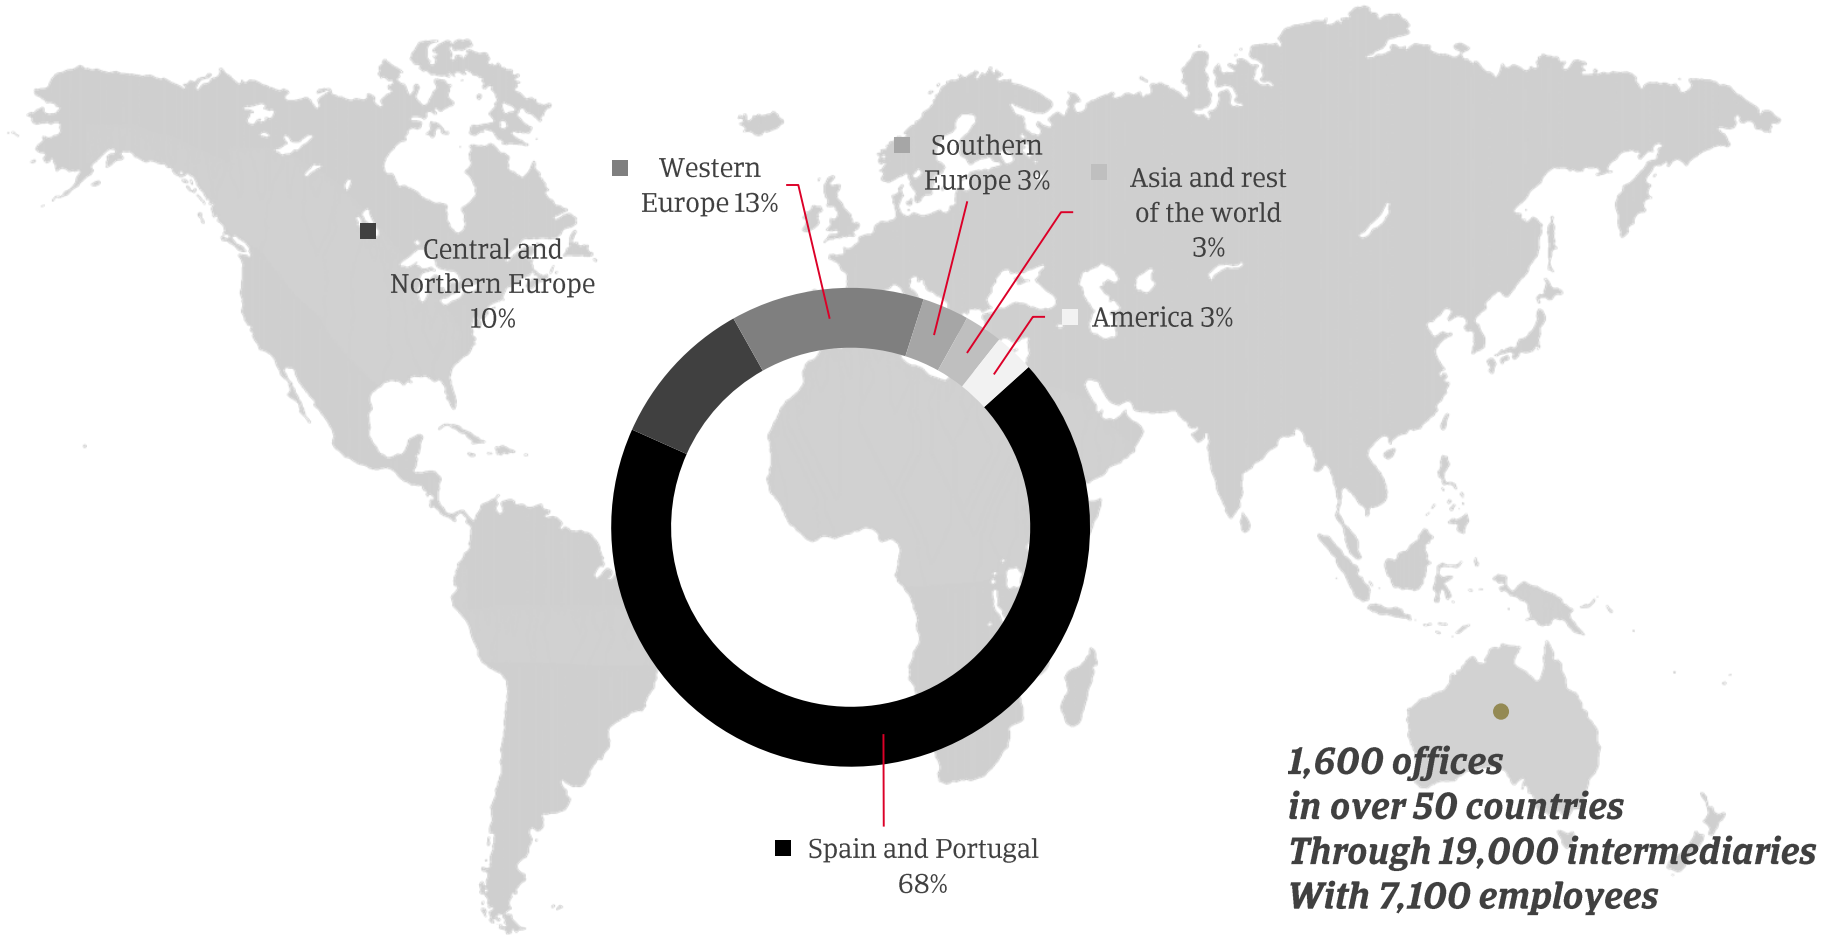 Western
Europe 13%
Southern
Europe 3%
Asia and rest
of the world
3%
Central and
Northern Europe
10%
America 3%
Spain and Portugal
68%
1,600 offices
in over 50 countries
Through 19,000 intermediaries
With 7,100 employees